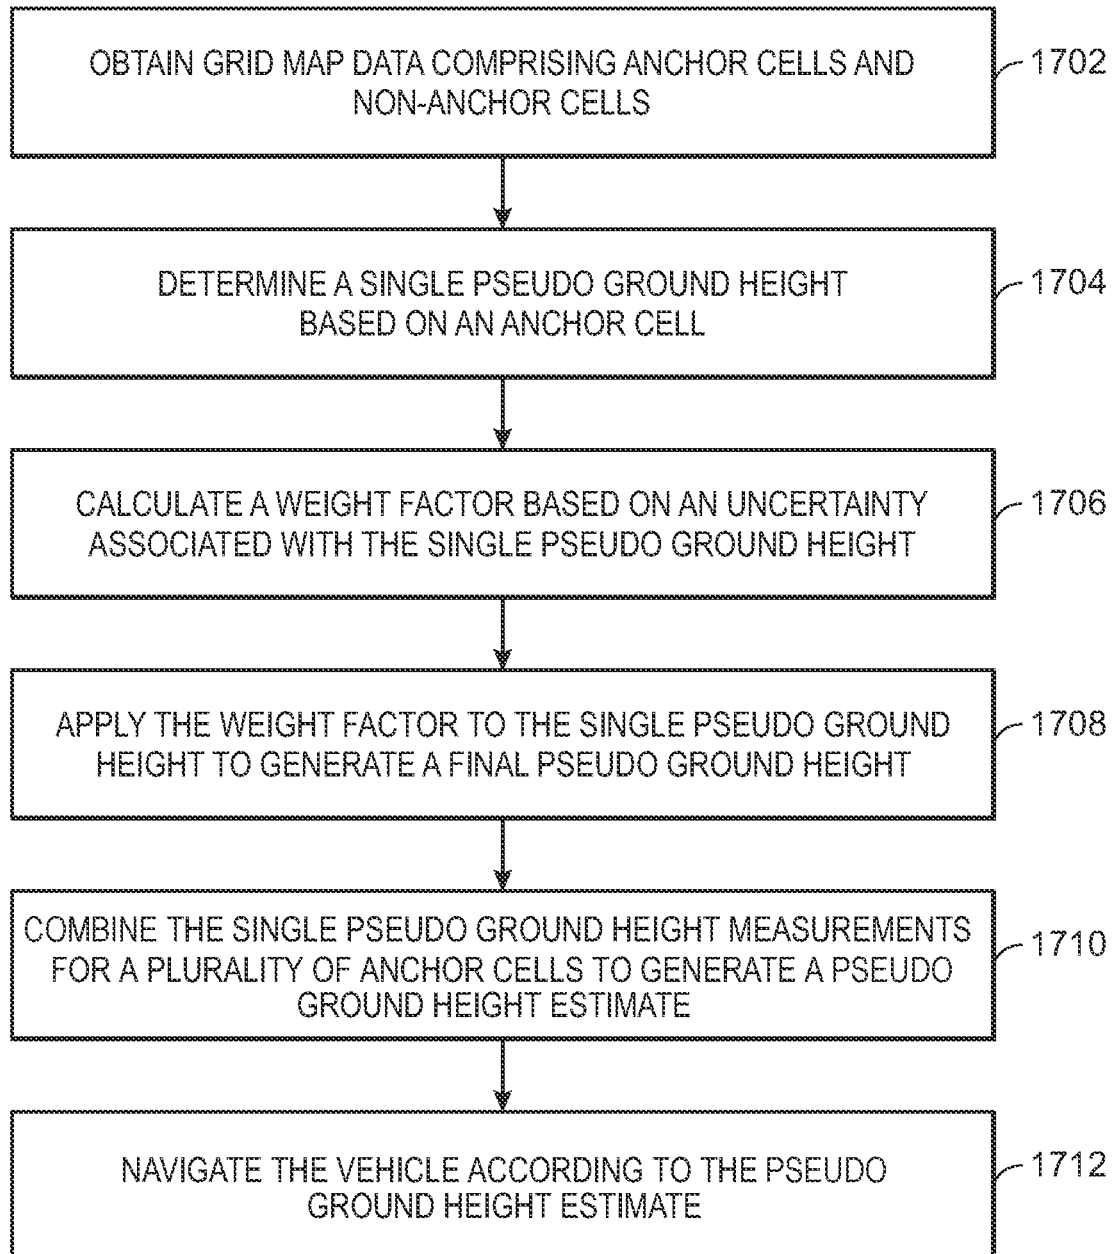 OBTAIN GRID MAP DATA COMPRISING ANCHOR CELLS AND
NON-ANCHOR CELLS
1702
DETERMINE A SINGLE PSEUDO GROUND HEIGHT
BASED ON AN ANCHOR CELL
1704
CALCULATE A WEIGHT FACTOR BASED ON AN UNCERTAINTY
ASSOCIATED WITH THE SINGLE PSEUDO GROUND HEIGHT
1706
APPLY THE WEIGHT FACTOR TO THE SINGLE PSEUDO GROUND
HEIGHT TO GENERATE A FINAL PSEUDO GROUND HEIGHT
1708
COMBINE THE SINGLE PSEUDO GROUND HEIGHT MEASUREMENTS
FOR A PLURALITY OF ANCHOR CELLS TO GENERATE A PSEUDO
GROUND HEIGHT ESTIMATE
1710
NAVIGATE THE VEHICLE ACCORDING TO THE PSEUDO
GROUND HEIGHT ESTIMATE
1712